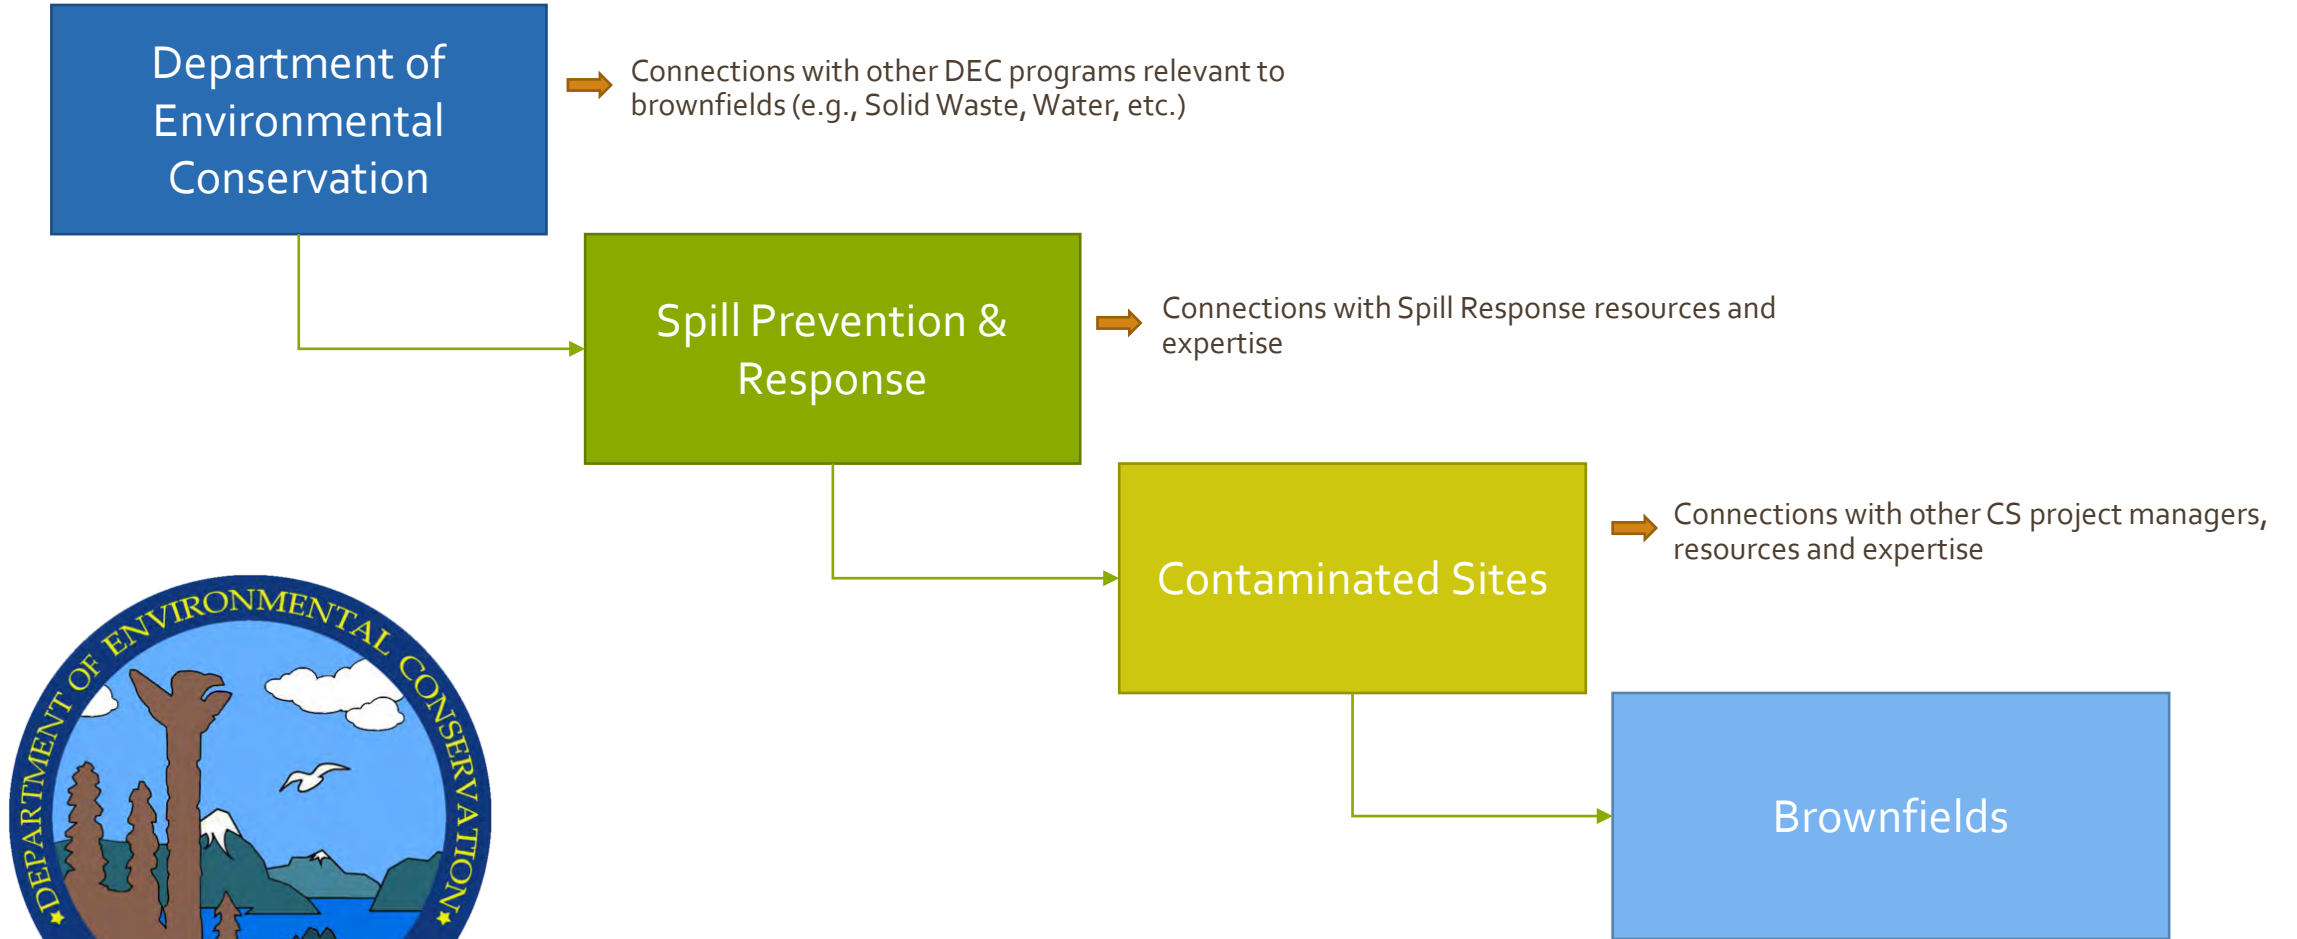 Department of
Environmental
Conservation
Connections with other DEC programs relevant to
brownfields (e.g., Solid Waste, Water, etc.)
Spill Prevention &
Response
Connections with Spill Response resources and
expertise
Contaminated Sites
Connections with other CS project managers,
resources and expertise
Brownfields
DEPARTMENT OF ENVIRONMENTAL CONSERVATION